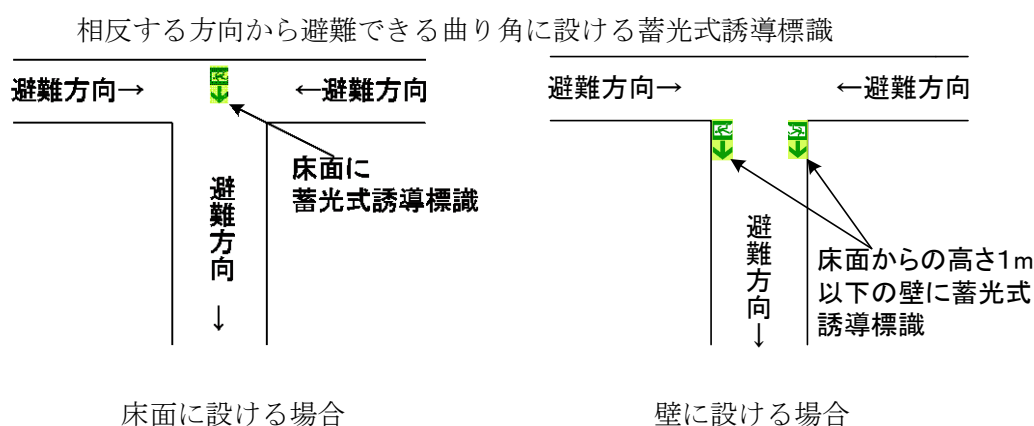 相反する方向から避難できる曲り角に設ける蓄光式誘導標識
避難方向→
←避難方向
床面に
蓄光式誘導標識
避難方向
↓
床面に設ける場合
避難方向→
←避難方向
避難方向↓
床面からの高さ1m
以下の壁に蓄光式
誘導標識
壁に設ける場合